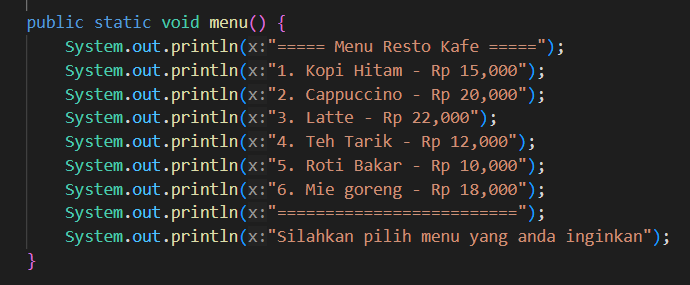 public static void menu() {
System.out.println(x:"===== Menu Resto Kafe =====");
System.out.println(x:"1. Kopi Hitam - Rp 15,000");
System.out.println(x:"2. Cappuccino - Rp 20,000");
System.out.println(x:"3. Latte - Rp 22,000");
System.out.println(x:"4. Teh Tarik - Rp 12,000");
System.out.println(x:"5. Roti Bakar - Rp 10,000");
System.out.println(x:"6. Mie goreng - Rp 18,000");
System.out.println(x:"=========================");
System.out.println(x:"Silahkan pilih menu yang anda inginkan");
}